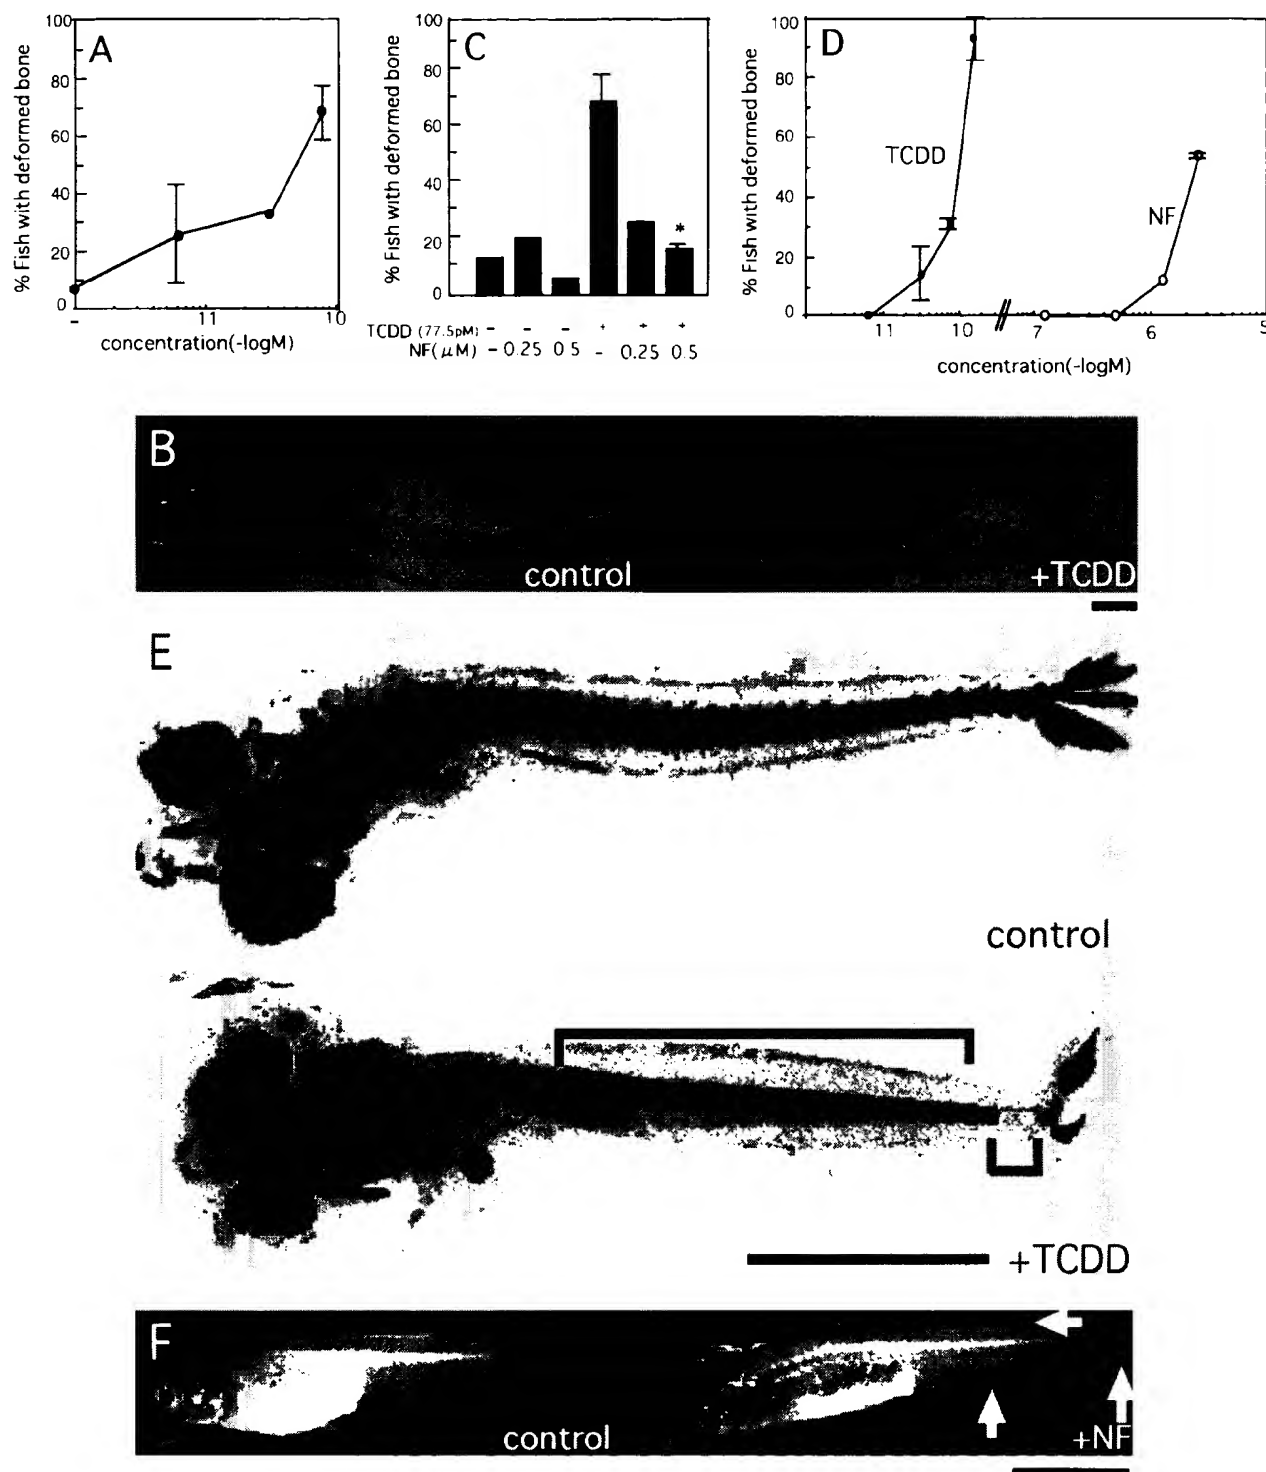 A
% Fish with deformed bone
100
80
60
40
20
0
– 11 10
concentration(-logM)
C
% Fish with deformed bone
100
80
60
40
20
0
TCDD (77.5pM) – – – + + +
NF(μM) – 0.25 0.5 – 0.25 0.5
*
D
% Fish with deformed bone
100
80
60
40
20
0
TCDD
NF
11 10 // 7 6 5
concentration(-logM)
B
control +TCDD
E
control
+TCDD
F
control +NF